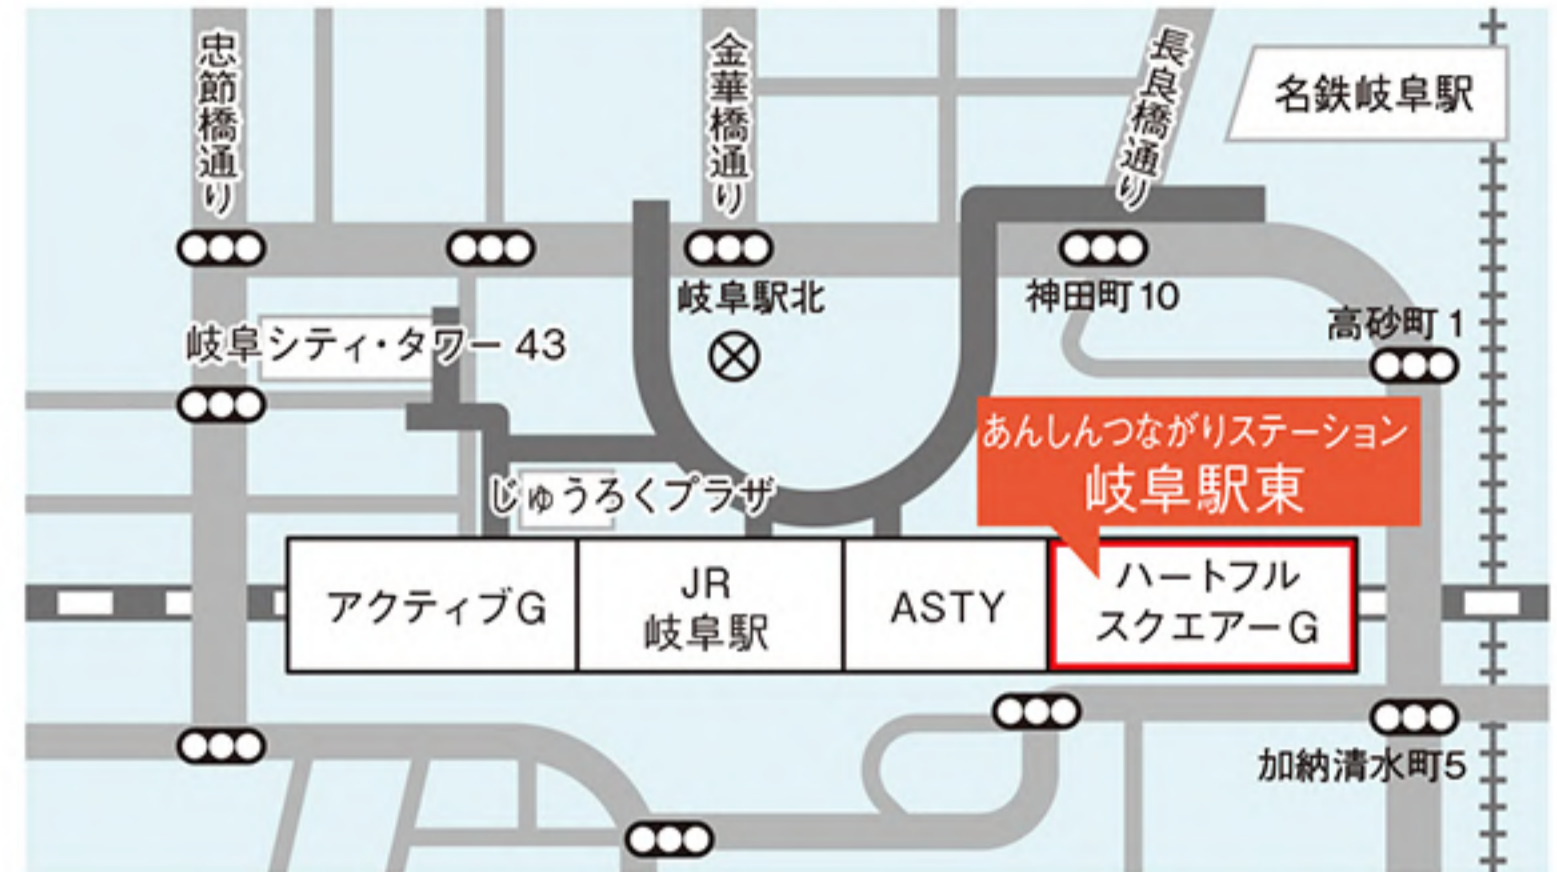 忠節橋通り
金華橋通り
長良橋通り
名鉄岐阜駅
岐阜駅北
神田町10
高砂町1
岐阜シティ・タワー43
あんしんつながりステーション
岐阜駅東
じゅうろくプラザ
アクティブG
JR
岐阜駅
ASTY
ハートフル
スクエアーG
加納清水町5